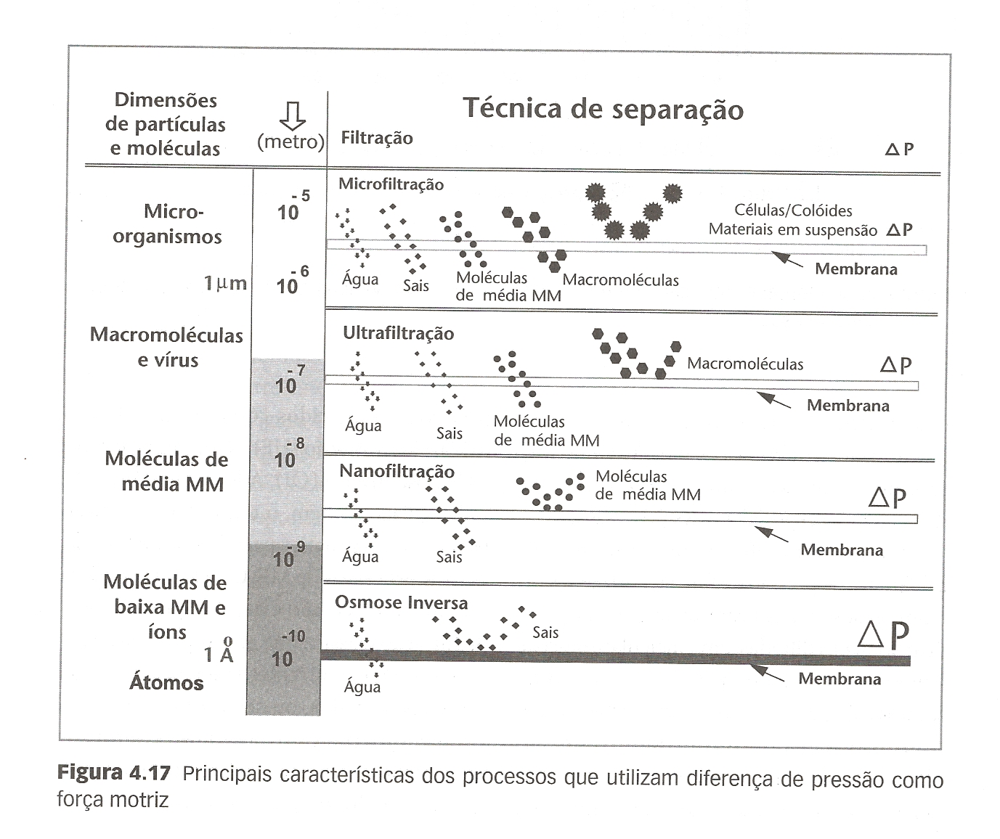 Dimensões
de partículas
e moléculas
(metro)
Técnica de separação
Filtração
Δ P
Micro-
organismos
1 μm
Macromoléculas
e vírus
Moléculas de
média MM
Moléculas de
baixa MM e
íons
1 Å
Átomos
10 -5
10 -6
10 -7
10 -8
10 -9
10 -10
Microfiltração
Células/Colóides
Materiais em suspensão ΔP
Membrana
Água
Sais
Moléculas
de média MM
Macromoléculas
Ultrafiltração
Macromoléculas
ΔP
Membrana
Água
Sais
Moléculas
de média MM
Nanofiltração
Moléculas
de média MM
ΔP
Membrana
Água
Sais
Osmose Inversa
Sais
ΔP
Membrana
Água
Figura 4.17 Principais características dos processos que utilizam diferença de pressão como
força motriz